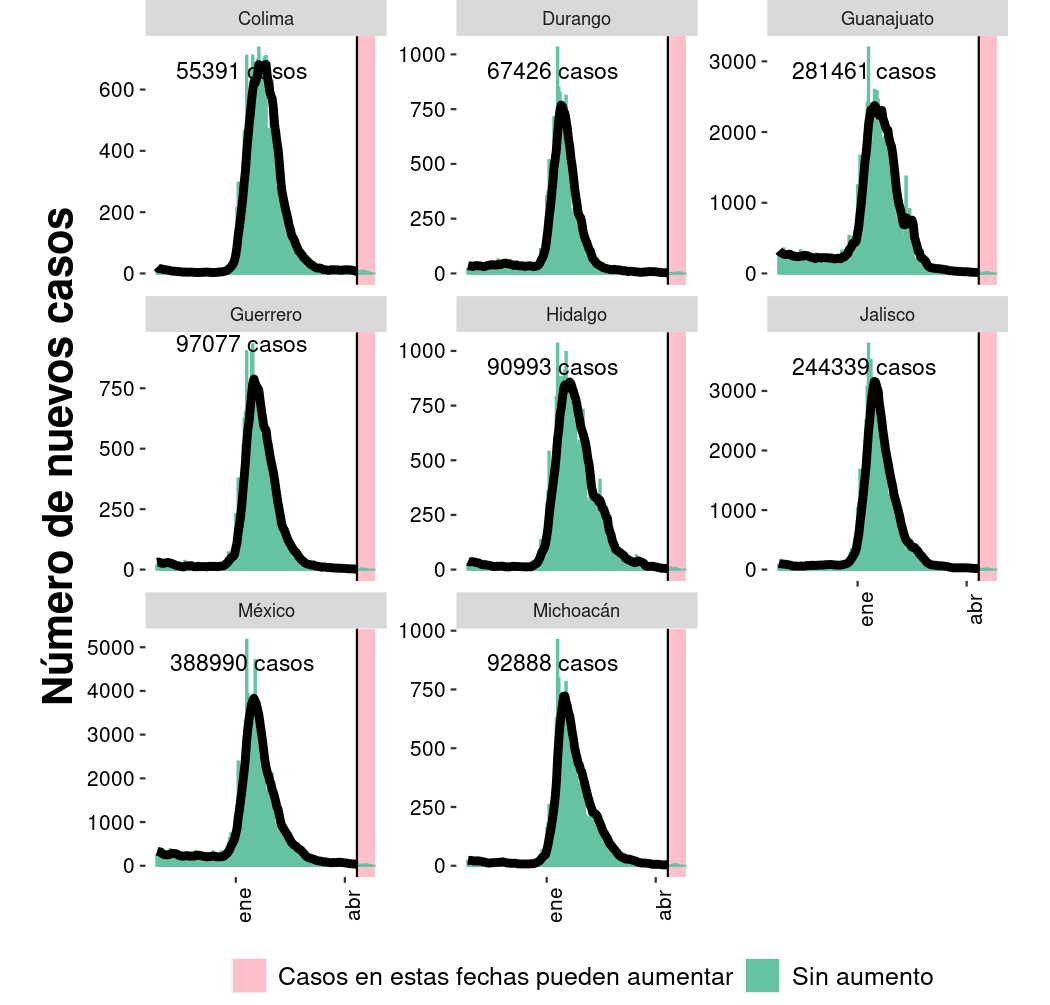 Colima
Durango
Guanajuato
55391 casos
67426 casos
281461 casos
600
400
200
0
1000
750
500
250
0
3000
2000
1000
0
Guerrero
Hidalgo
Jalisco
97077 casos
90993 casos
244339 casos
750
500
250
0
1000
750
500
250
0
3000
2000
1000
0
ene
abr
México
Michoacán
388990 casos
92888 casos
5000
4000
3000
2000
1000
0
1000
750
500
250
0
ene
abr
ene
abr
Número de nuevos casos
Casos en estas fechas pueden aumentar
Sin aumento